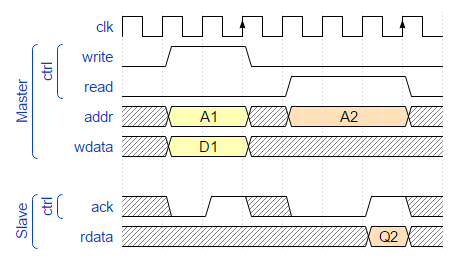 clk
Master
ctrl
write
read
addr A1 A2
wdata D1
Slave
ctrl
ack
rdata Q2